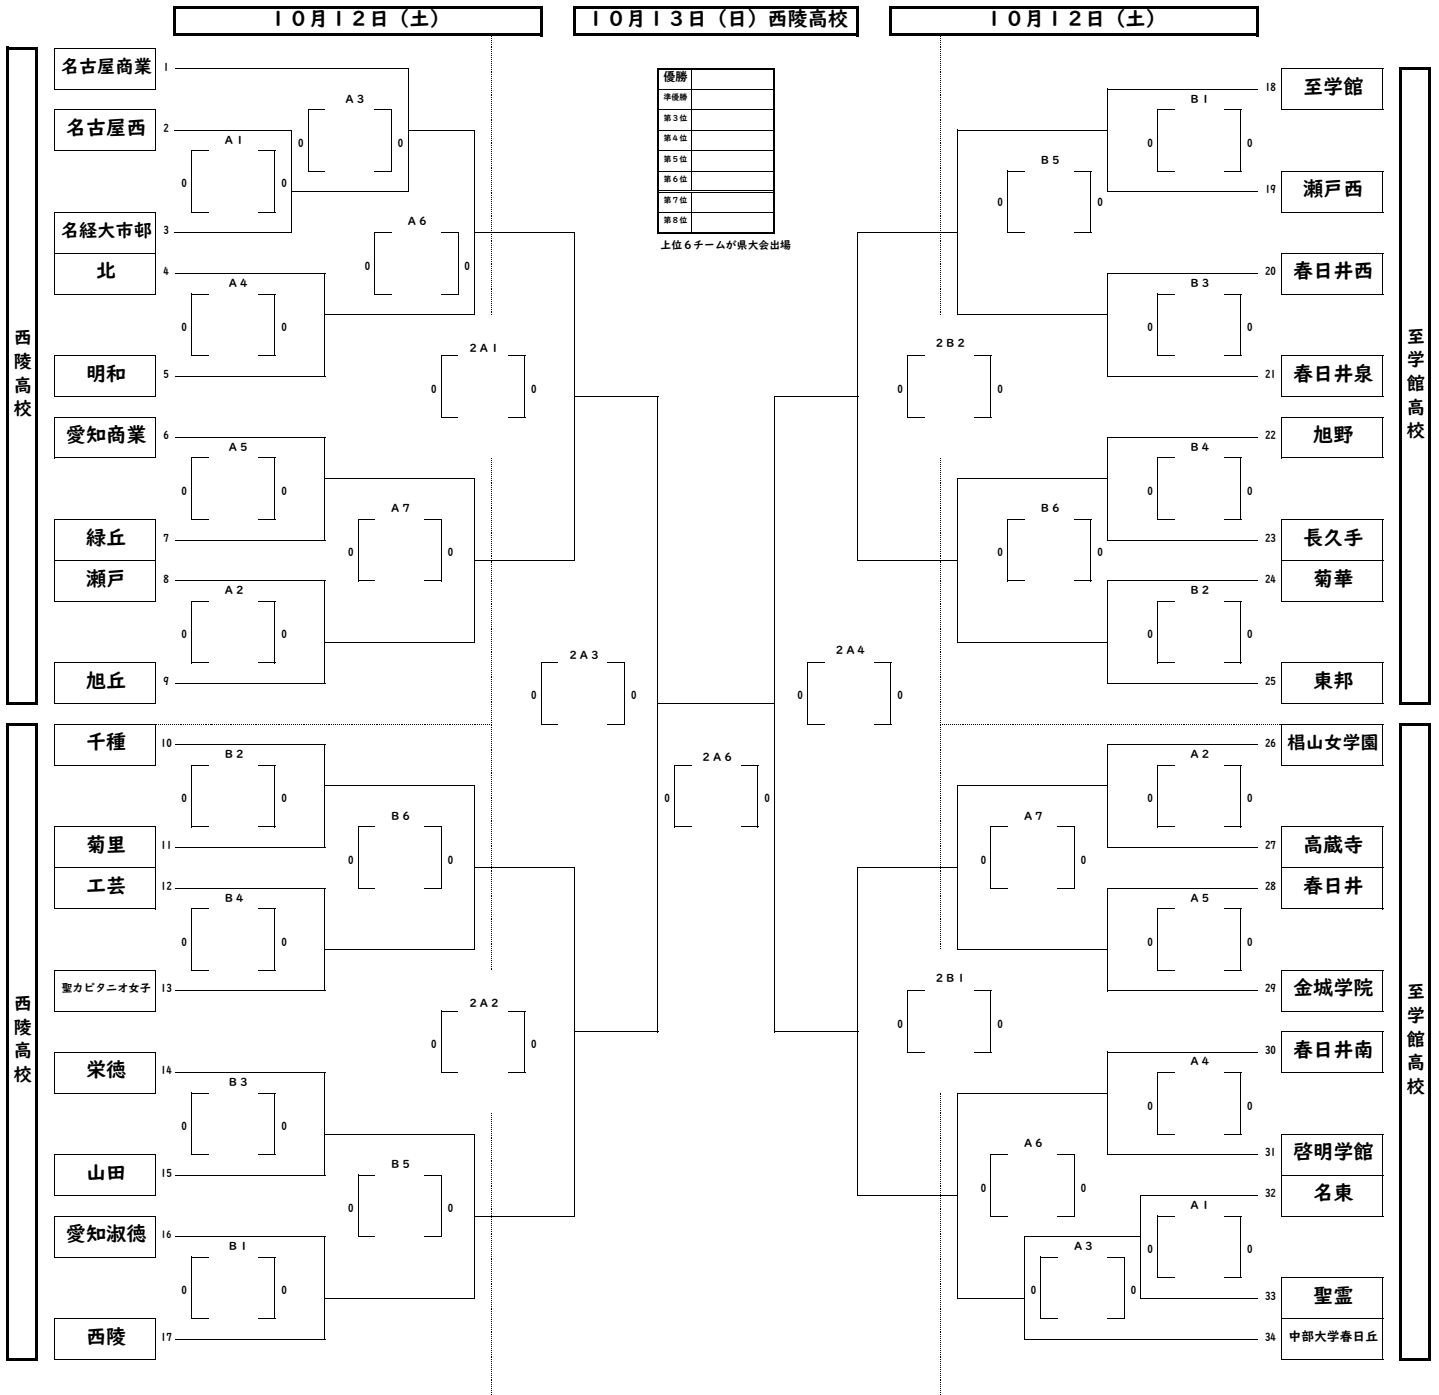 １０月１２日（土）
１０月１３日（日）西陵高校
１０月１２日（土）
優勝
準優勝
第３位
第４位
第５位
第６位
第７位
第８位
上位６チームが県大会出場
西陵高校
名古屋商業 1
名古屋西 2
名経大市邨 3
北 4
明和 5
愛知商業 6
緑丘 7
瀬戸 8
旭丘 9
A３
0 0
A１
0 0
A６
0 0
A４
0 0
A５
0 0
A７
0 0
A２
0 0
西陵高校
千種 10
菊里 11
工芸 12
聖カピタニオ女子 13
栄徳 14
山田 15
愛知淑徳 16
西陵 17
B２
0 0
B６
0 0
B４
0 0
B３
0 0
B５
0 0
B１
0 0
２A１
0 0
２A２
0 0
２A３
0 0
２A６
0 0
２A４
0 0
２B２
0 0
２B１
0 0
至学館高校
18 至学館
19 瀬戸西
20 春日井西
21 春日井泉
22 旭野
23 長久手
24 菊華
25 東邦
B１
0 0
B５
0 0
B３
0 0
B４
0 0
B６
0 0
B２
0 0
至学館高校
26 椙山女学園
27 高蔵寺
28 春日井
29 金城学院
30 春日井南
31 啓明学館
32 名東
33 聖霊
34 中部大学春日丘
A２
0 0
A７
0 0
A５
0 0
A４
0 0
A６
0 0
A１
0 0
A３
0 0